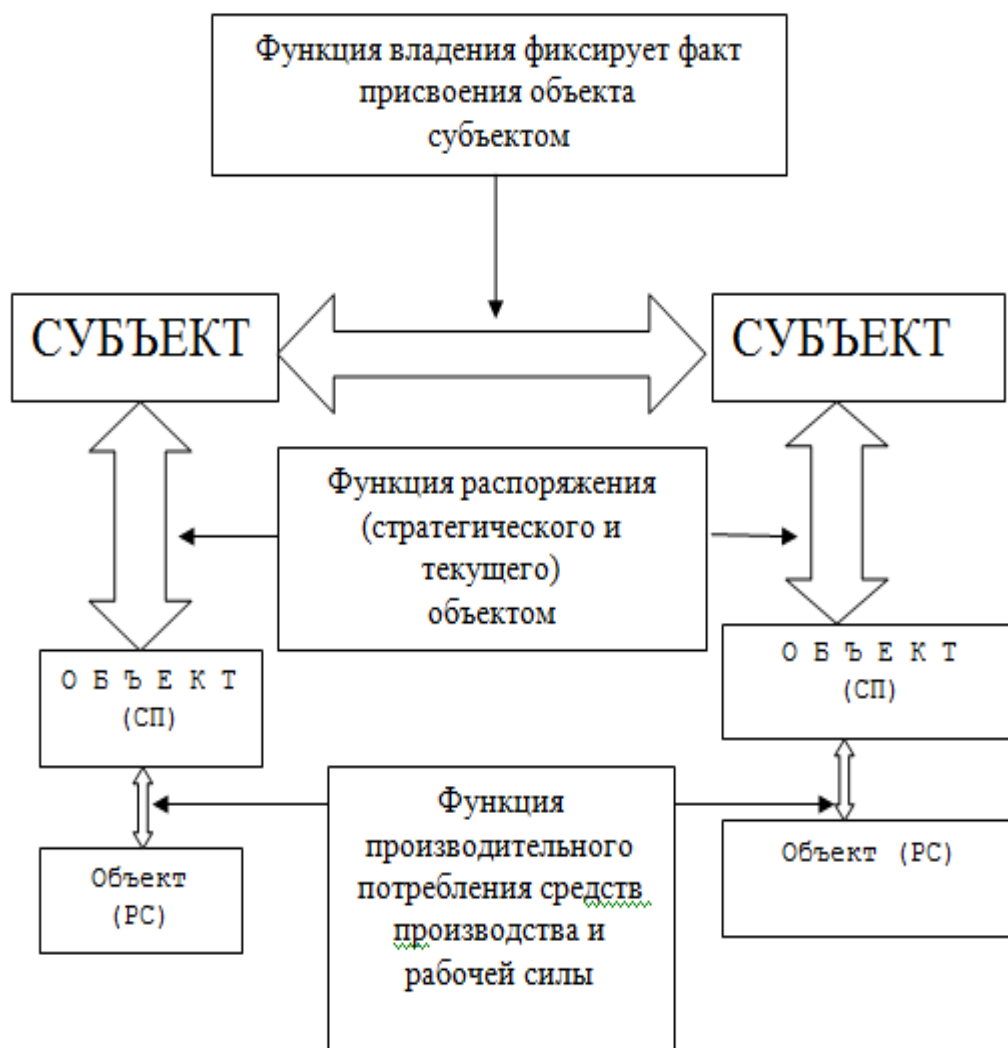 Функция владения фиксирует факт
присвоения объекта
субъектом
СУБЪЕКТ
СУБЪЕКТ
Функция распоряжения
(стратегического и
текущего)
объектом
О Б Ъ Е К Т
(СП)
О Б Ъ Е К Т
(СП)
Функция
производительного
потребления средств
производства и
рабочей силы
Объект
(РС)
Объект (РС)